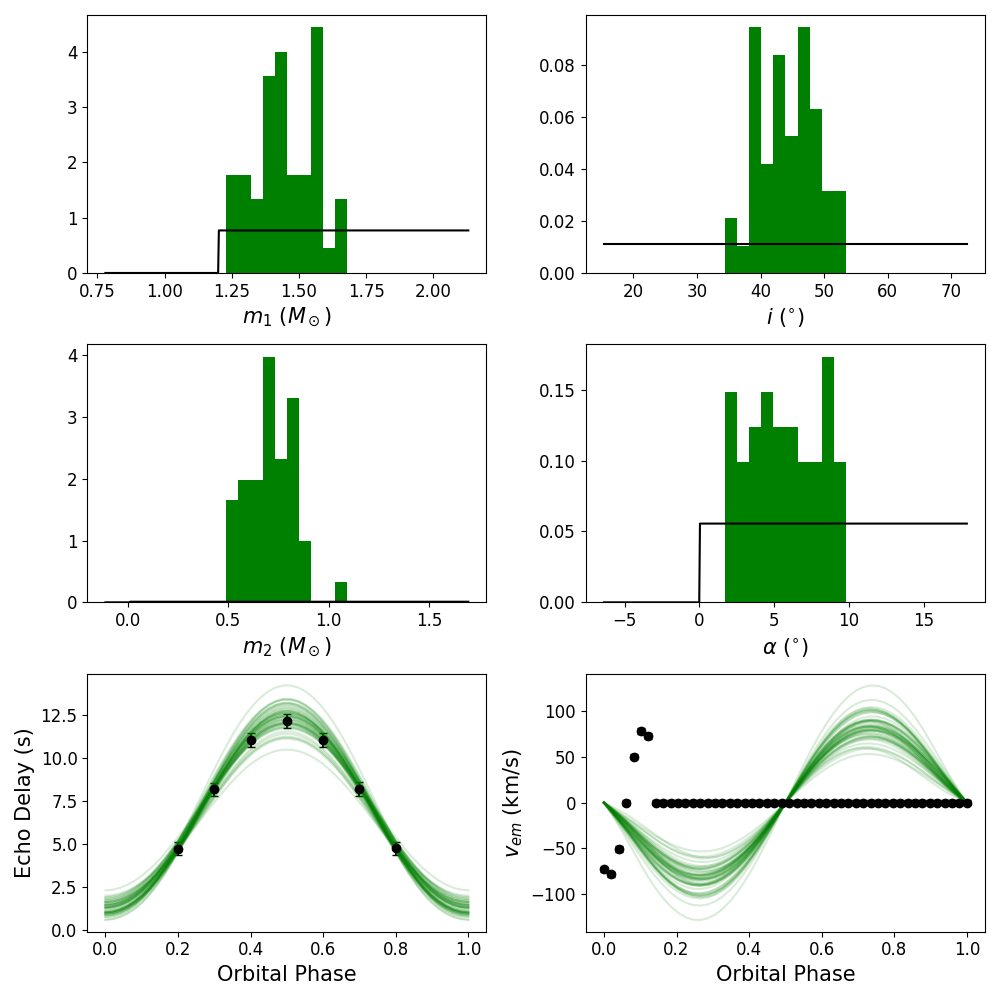 4
3
2
1
0
0.75 1.00 1.25 1.50 1.75 2.00
m₁ (M⊙)
0.08
0.06
0.04
0.02
0.00
20 30 40 50 60 70
i (°)
4
3
2
1
0
0.0 0.5 1.0 1.5
m₂ (M⊙)
0.15
0.10
0.05
0.00
−5 0 5 10 15
α (°)
Echo Delay (s)
12.5
10.0
7.5
5.0
2.5
0.0
0.0 0.2 0.4 0.6 0.8 1.0
Orbital Phase
vₑₘ (km/s)
100
50
0
−50
−100
0.0 0.2 0.4 0.6 0.8 1.0
Orbital Phase